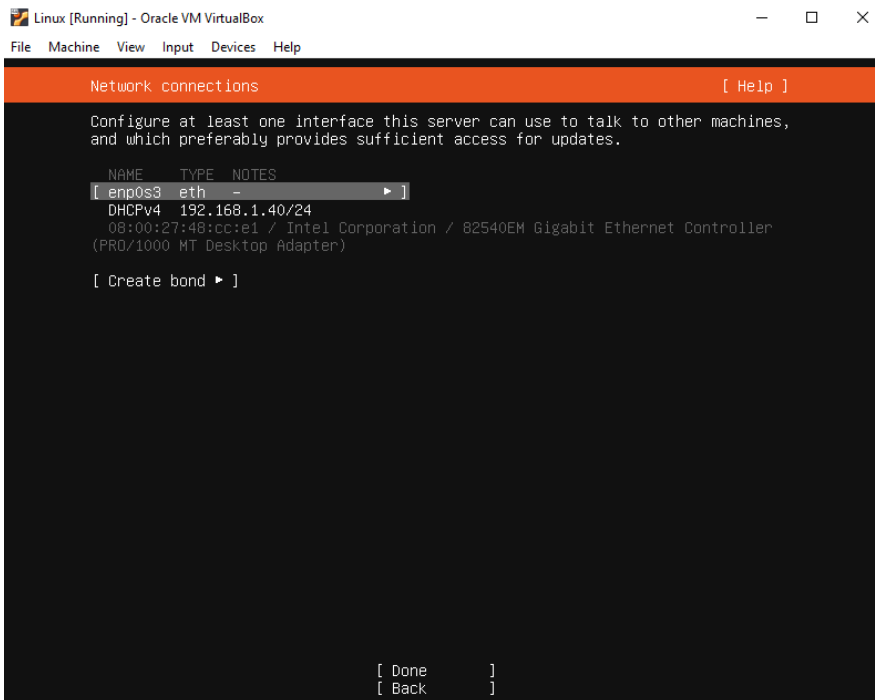 Linux [Running] - Oracle VM VirtualBox
File Machine View Input Devices Help
Network connections [ Help ]
Configure at least one interface this server can use to talk to other machines,
and which preferably provides sufficient access for updates.
NAME TYPE NOTES
[ enp0s3 eth - ▸ ]
DHCPv4 192.168.1.40/24
08:00:27:48:cc:e1 / Intel Corporation / 82540EM Gigabit Ethernet Controller
(PRO/1000 MT Desktop Adapter)
[ Create bond ▸ ]
[ Done ]
[ Back ]